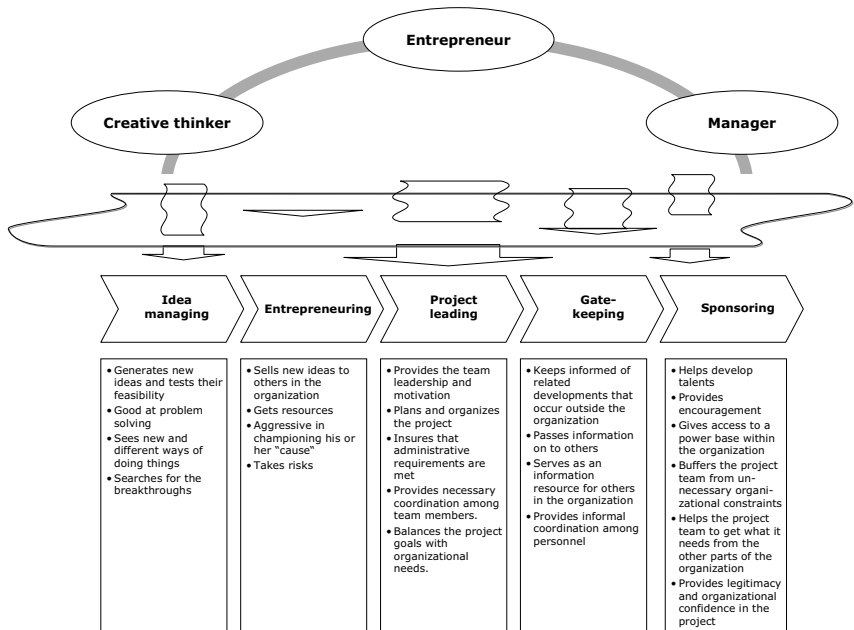 Entrepreneur
Creative thinker
Manager
Idea
managing
Entrepreneuring
Project
leading
Gate-
keeping
Sponsoring
• Generates new
ideas and tests their
feasibility
• Good at problem
solving
• Sees new and
different ways of
doing things
• Searches for the
breakthroughs
• Sells new ideas to
others in the
organization
• Gets resources
• Aggressive in
championing his or
her "cause“
• Takes risks
• Provides the team
leadership and
motivation
• Plans and organizes
the project
• Insures that
administrative
requirements are
met
• Provides necessary
coordination among
team members.
• Balances the project
goals with
organizational
needs.
• Keeps informed of
related
developments that
occur outside the
organization
• Passes information
on to others
• Serves as an
information
resource for others
in the organization
• Provides informal
coordination among
personnel
• Helps develop
talents
• Provides
encouragement
• Gives access to a
power base within
the organization
• Buffers the project
team from un-
necessary organi-
zational constraints
• Helps the project
team to get what it
needs from the
other parts of the
organization
• Provides legitimacy
and organizational
confidence in the
project